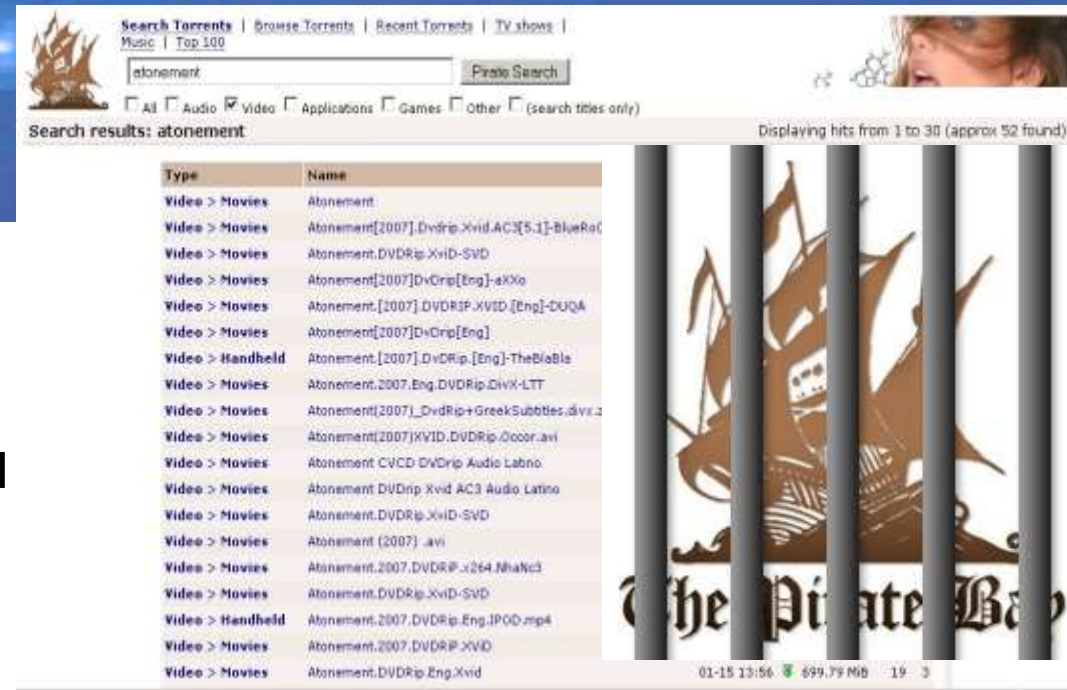 Search Torrents | Browse Torrents | Recent Torrents | TV shows |
Music | Top 100
atonement Pirate Search
All Audio Video Applications Games Other (search titles only)
Search results: atonement Displaying hits from 1 to 30 (approx 52 found)
Type Name
Video > Movies Atonement
Video > Movies Atonement[2007].Dvdrip.Xvid.AC3[5.1]-BlueRo
Video > Movies Atonement.DVDRip.XviD-SVD
Video > Movies Atonement[2007]DvDrip[Eng]-aXXo
Video > Movies Atonement.[2007].DVDRIP.XVID.[Eng]-DUQA
Video > Movies Atonement[2007]DvDrip[Eng]
Video > Handheld Atonement.[2007].DvDRip.[Eng]-TheBlaBla
Video > Movies Atonement.2007.Eng.DVDRip.DivX-LTT
Video > Movies Atonement(2007)_DvdRip+GreekSubtitles.divx.
Video > Movies Atonement(2007)XVID.DVDRip.Occor.avi
Video > Movies Atonement CVCD DVDrip Audio Latino
Video > Movies Atonement DVDrip Xvid AC3 Audio Latino
Video > Movies Atonement.DVDRip.XviD-SVD
Video > Movies Atonement (2007) .avi
Video > Movies Atonement.2007.DVDRiP.x264.NhaNc3
Video > Movies Atonement.DVDRip.XviD-SVD
Video > Handheld Atonement.2007.DVDRip.Eng.IPOD.mp4
Video > Movies Atonement.2007.DVDRiP.XViD
Video > Movies Atonement.DVDRip.Eng.Xvid 01-15 13:56 699.79 MiB 19 3
The Pirate Bay